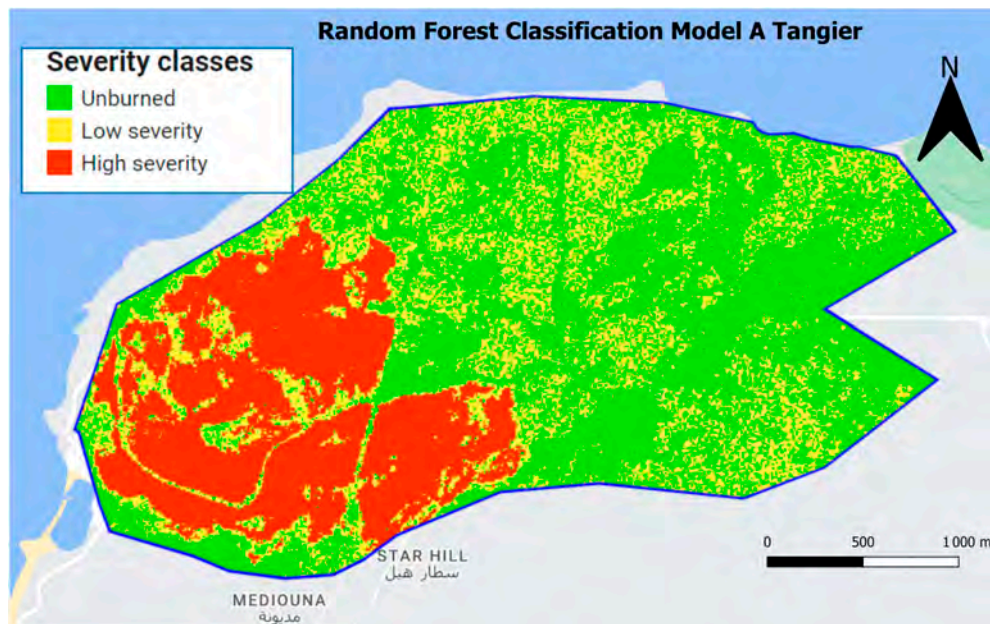 Random Forest Classification Model A Tangier
Severity classes
Unburned
Low severity
High severity
N
0 500 1 000 m
STAR HILL
سطار هيل
MEDIOUNA
مديونة